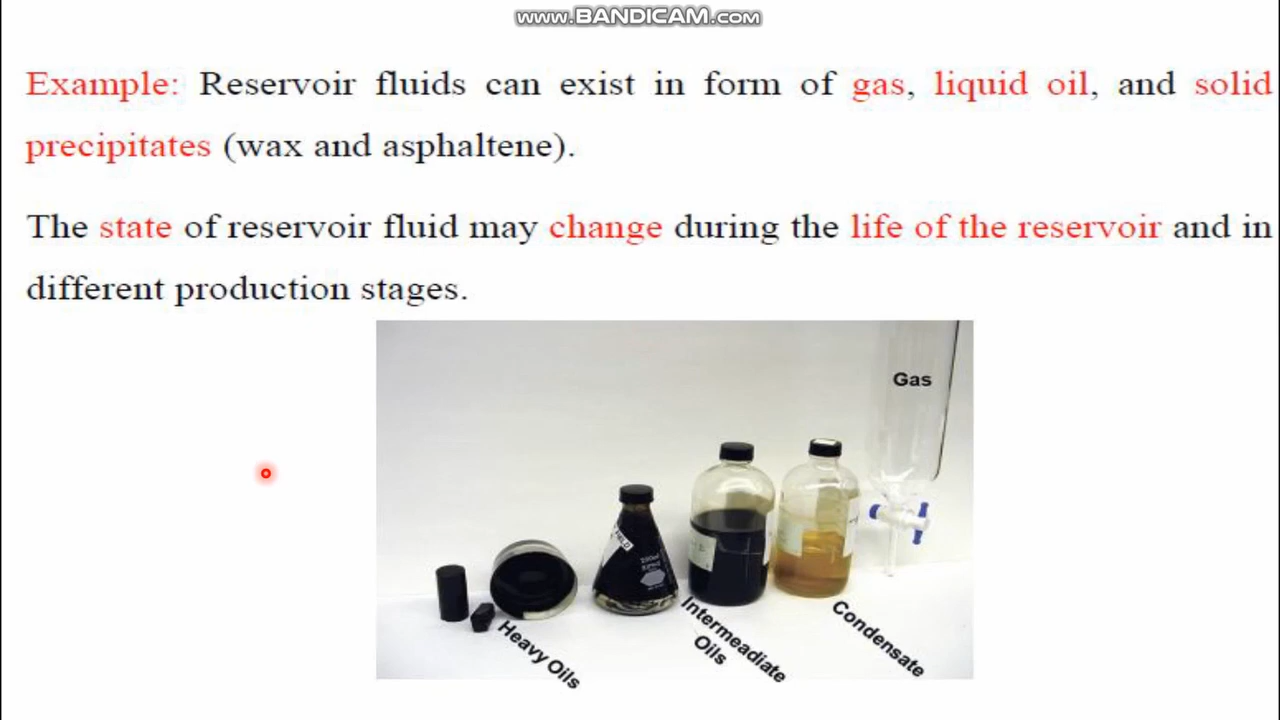 www.BANDICAM.com
Example: Reservoir fluids can exist in form of gas, liquid oil, and solid
precipitates (wax and asphaltene).
The state of reservoir fluid may change during the life of the reservoir and in
different production stages.
Gas
Heavy Oils
Intermeadiate
Oils
Condensate